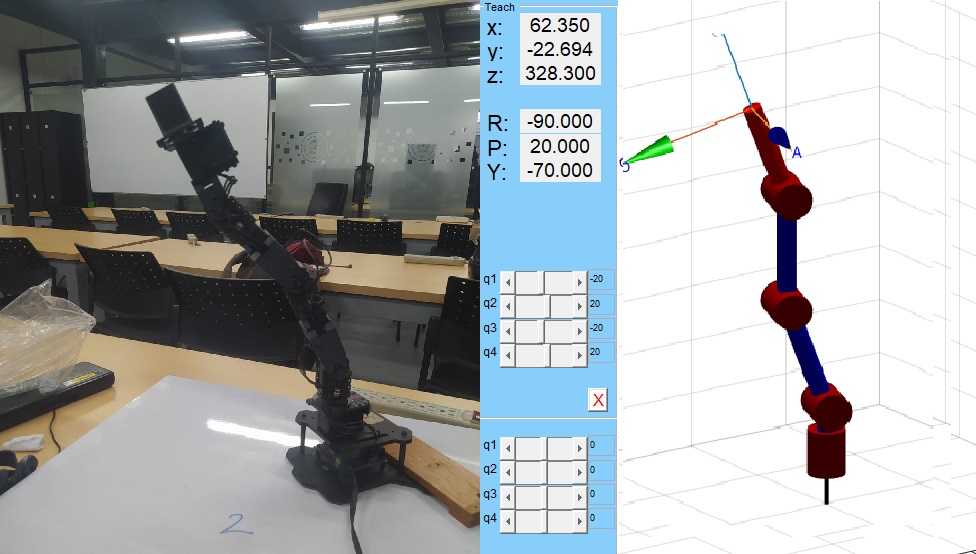 2
Teach
x: 62.350
y: -22.694
z: 328.300
R: -90.000
P: 20.000
Y: -70.000
q1 -20
q2 20
q3 -20
q4 20
X
q1 0
q2 0
q3 0
q4 0
A